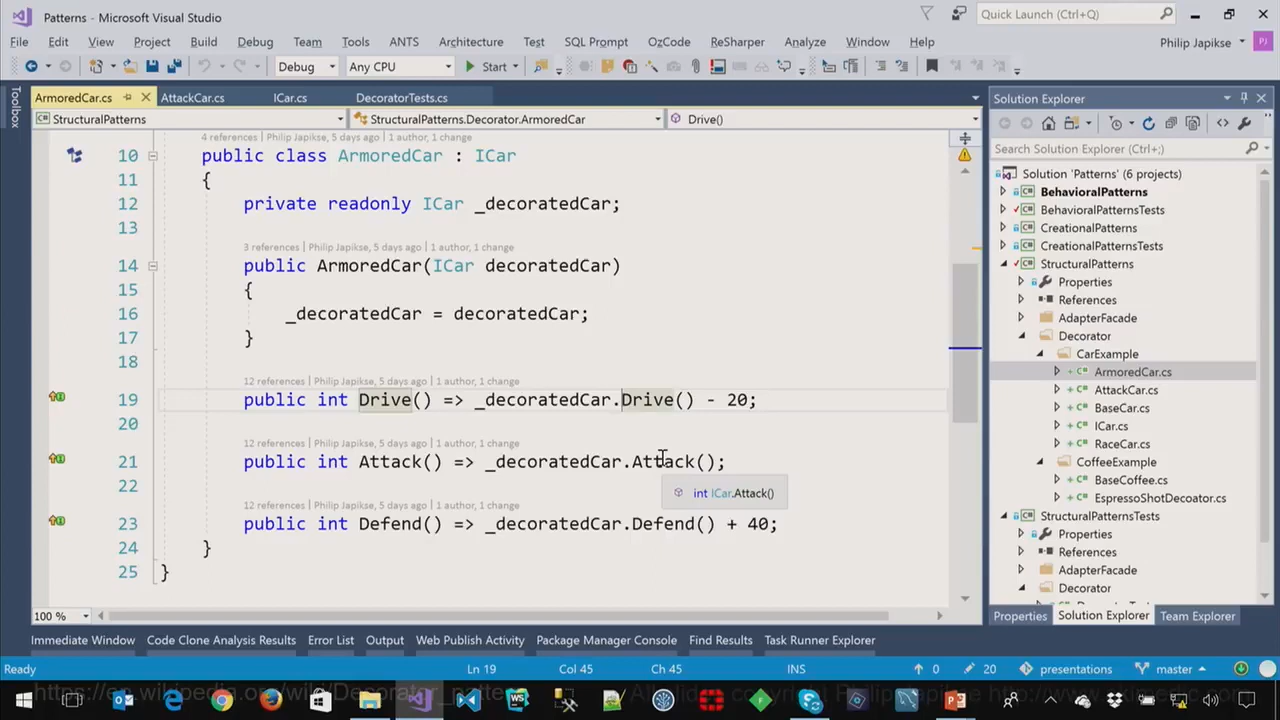 Patterns - Microsoft Visual Studio
Quick Launch (Ctrl+Q)
File Edit View Project Build Debug Team Tools ANTS Architecture Test SQL Prompt OzCode ReSharper Analyze Window Help
Philip Japikse PJ
Debug Any CPU Start
Toolbox
ArmoredCar.cs AttackCar.cs ICar.cs DecoratorTests.cs
StructuralPatterns StructuralPatterns.Decorator.ArmoredCar Drive()
4 references | Philip Japikse, 5 days ago | 1 author, 1 change
10 public class ArmoredCar : ICar
11 {
12 private readonly ICar _decoratedCar;
13
3 references | Philip Japikse, 5 days ago | 1 author, 1 change
14 public ArmoredCar(ICar decoratedCar)
15 {
16 _decoratedCar = decoratedCar;
17 }
18
12 references | Philip Japikse, 5 days ago | 1 author, 1 change
19 public int Drive() => _decoratedCar.Drive() - 20;
20
12 references | Philip Japikse, 5 days ago | 1 author, 1 change
21 public int Attack() => _decoratedCar.Attack();
22
int ICar.Attack()
12 references | Philip Japikse, 5 days ago | 1 author, 1 change
23 public int Defend() => _decoratedCar.Defend() + 40;
24 }
25 }
100 %
Solution Explorer
Search Solution Explorer (Ctrl+;)
Solution 'Patterns' (6 projects)
BehavioralPatterns
BehavioralPatternsTests
CreationalPatterns
CreationalPatternsTests
StructuralPatterns
Properties
References
AdapterFacade
Decorator
CarExample
ArmoredCar.cs
AttackCar.cs
BaseCar.cs
ICar.cs
RaceCar.cs
CoffeeExample
BaseCoffee.cs
EspressoShotDecoator.cs
StructuralPatternsTests
Properties
References
AdapterFacade
Decorator
Properties Solution Explorer Team Explorer
Immediate Window Code Clone Analysis Results Error List Output Web Publish Activity Package Manager Console Find Results Task Runner Explorer
Ready Ln 19 Col 45 Ch 45 INS 0 20 presentations master